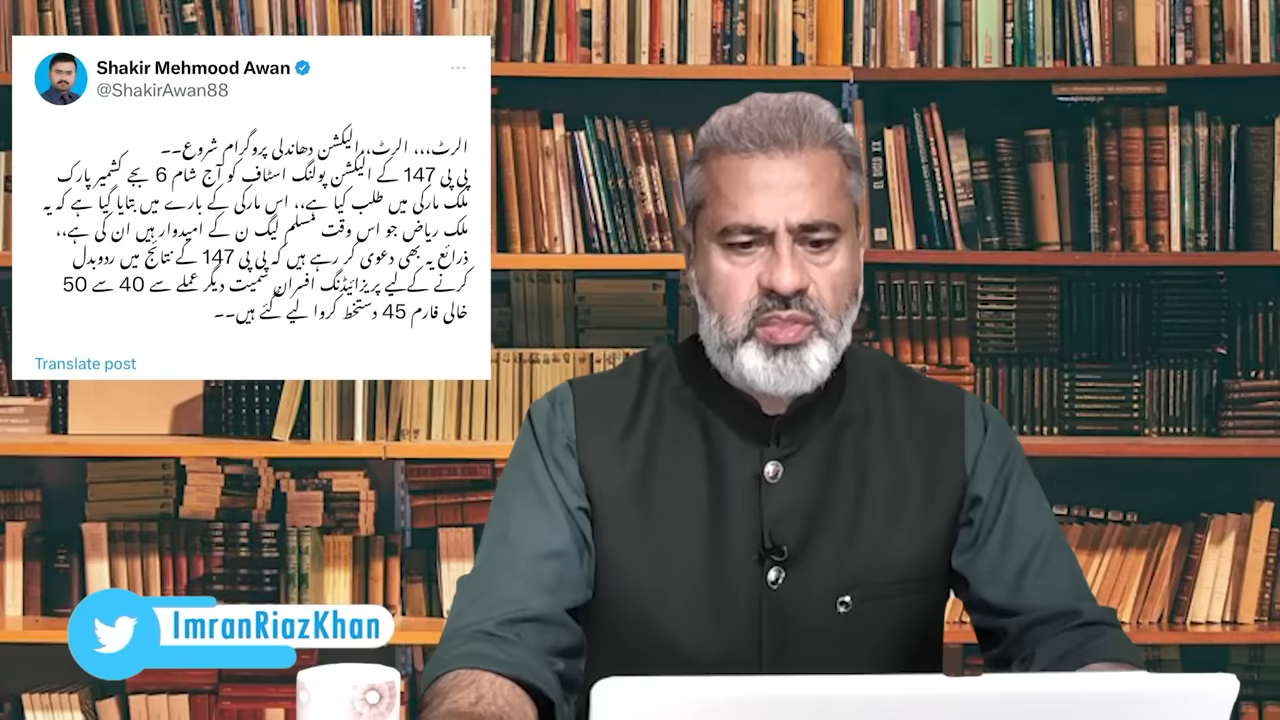 Shakir Mehmood Awan
@ShakirAwan88
الرٹ،،، الرٹ،،الیکشن دھاندلی پروگرام شروع۔۔
پی پی 147 کے الیکشن پولنگ اسٹاف کو آج شام 6 بجے کشمیر پارک
ملک مارکی میں طلب کیا ہے،، اس مارکی کے بارے میں بتایا گیا ہے کہ یہ
ملک ریاض جو اس وقت مسلم لیگ ن کے امیدوار ہیں ان کی ہے،،
ذرائع یہ بھی دعوی کر رہے ہیں کہ پی پی 147 کے نتائج میں ردوبدل
کرنے کےلیے پریزائیڈنگ افسران سمیت دیگر عملے سے 40 سے 50
خالی فارم 45 دستخط کروا لیے گئے ہیں۔۔
Translate post
EL SIGLO XX
ImranRiazKhan